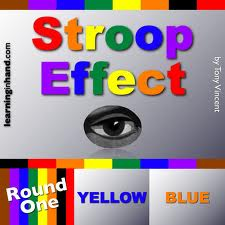 Stroop
Effect
learninginhand.com
by Tony Vincent
Round
One
YELLOW
BLUE